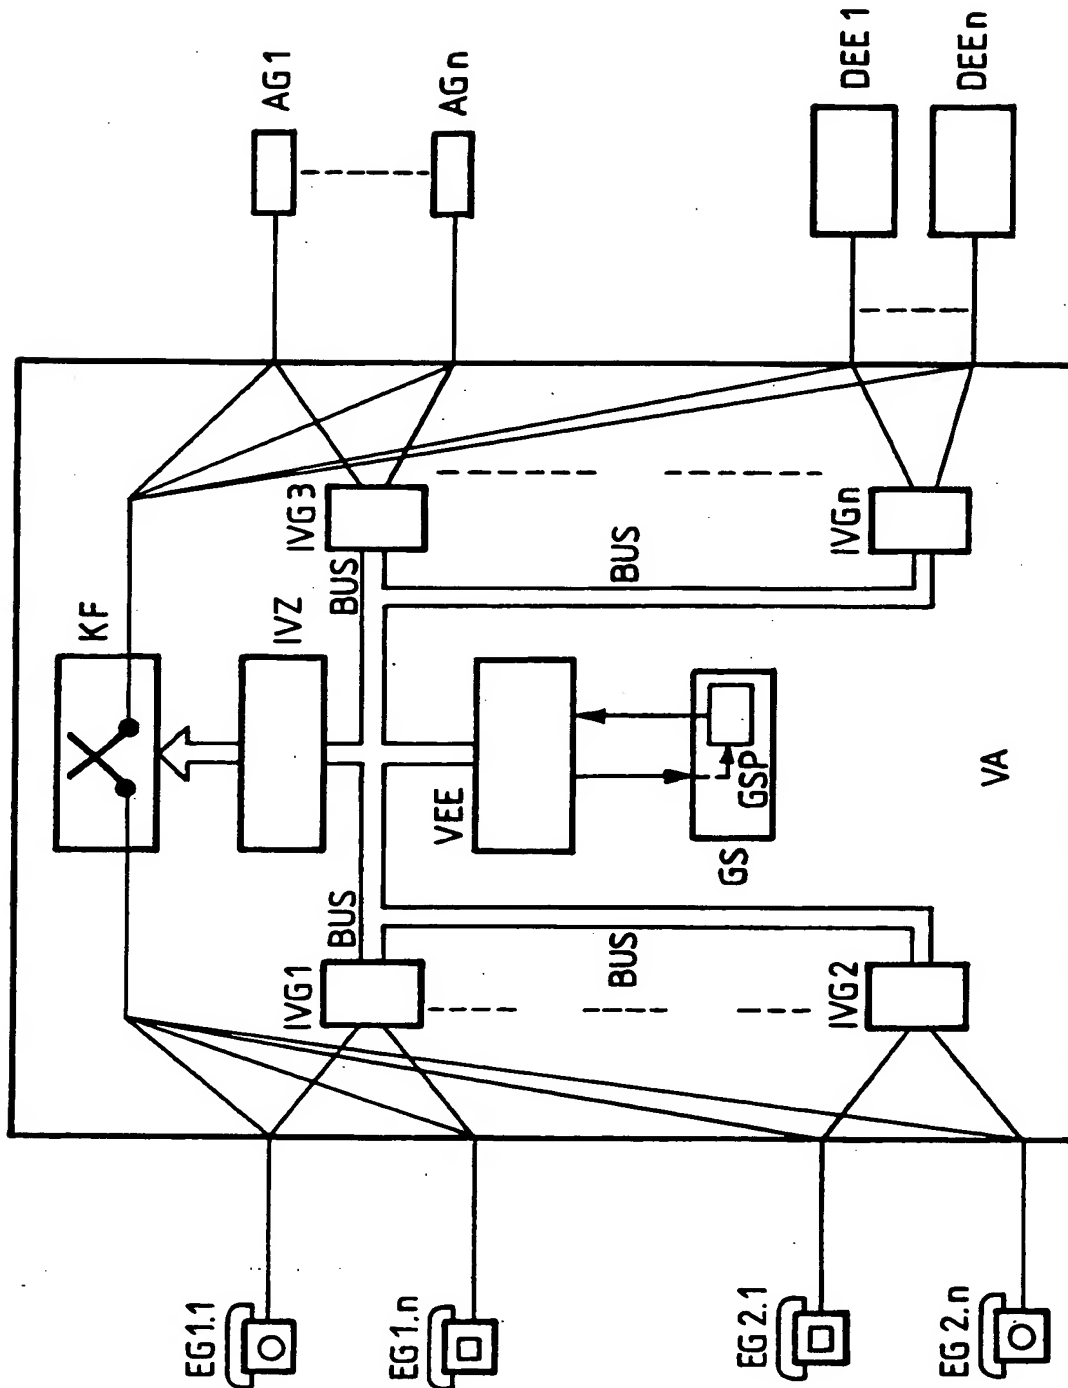 AG1
AGn
DEE1
DEEn
KF
IVZ
IVG3
BUS
BUS
IVGn
VEE
GSP
GS
VA
BUS
BUS
IVG1
IVG2
EG1.1
EG1.n
EG2.1
EG2.n